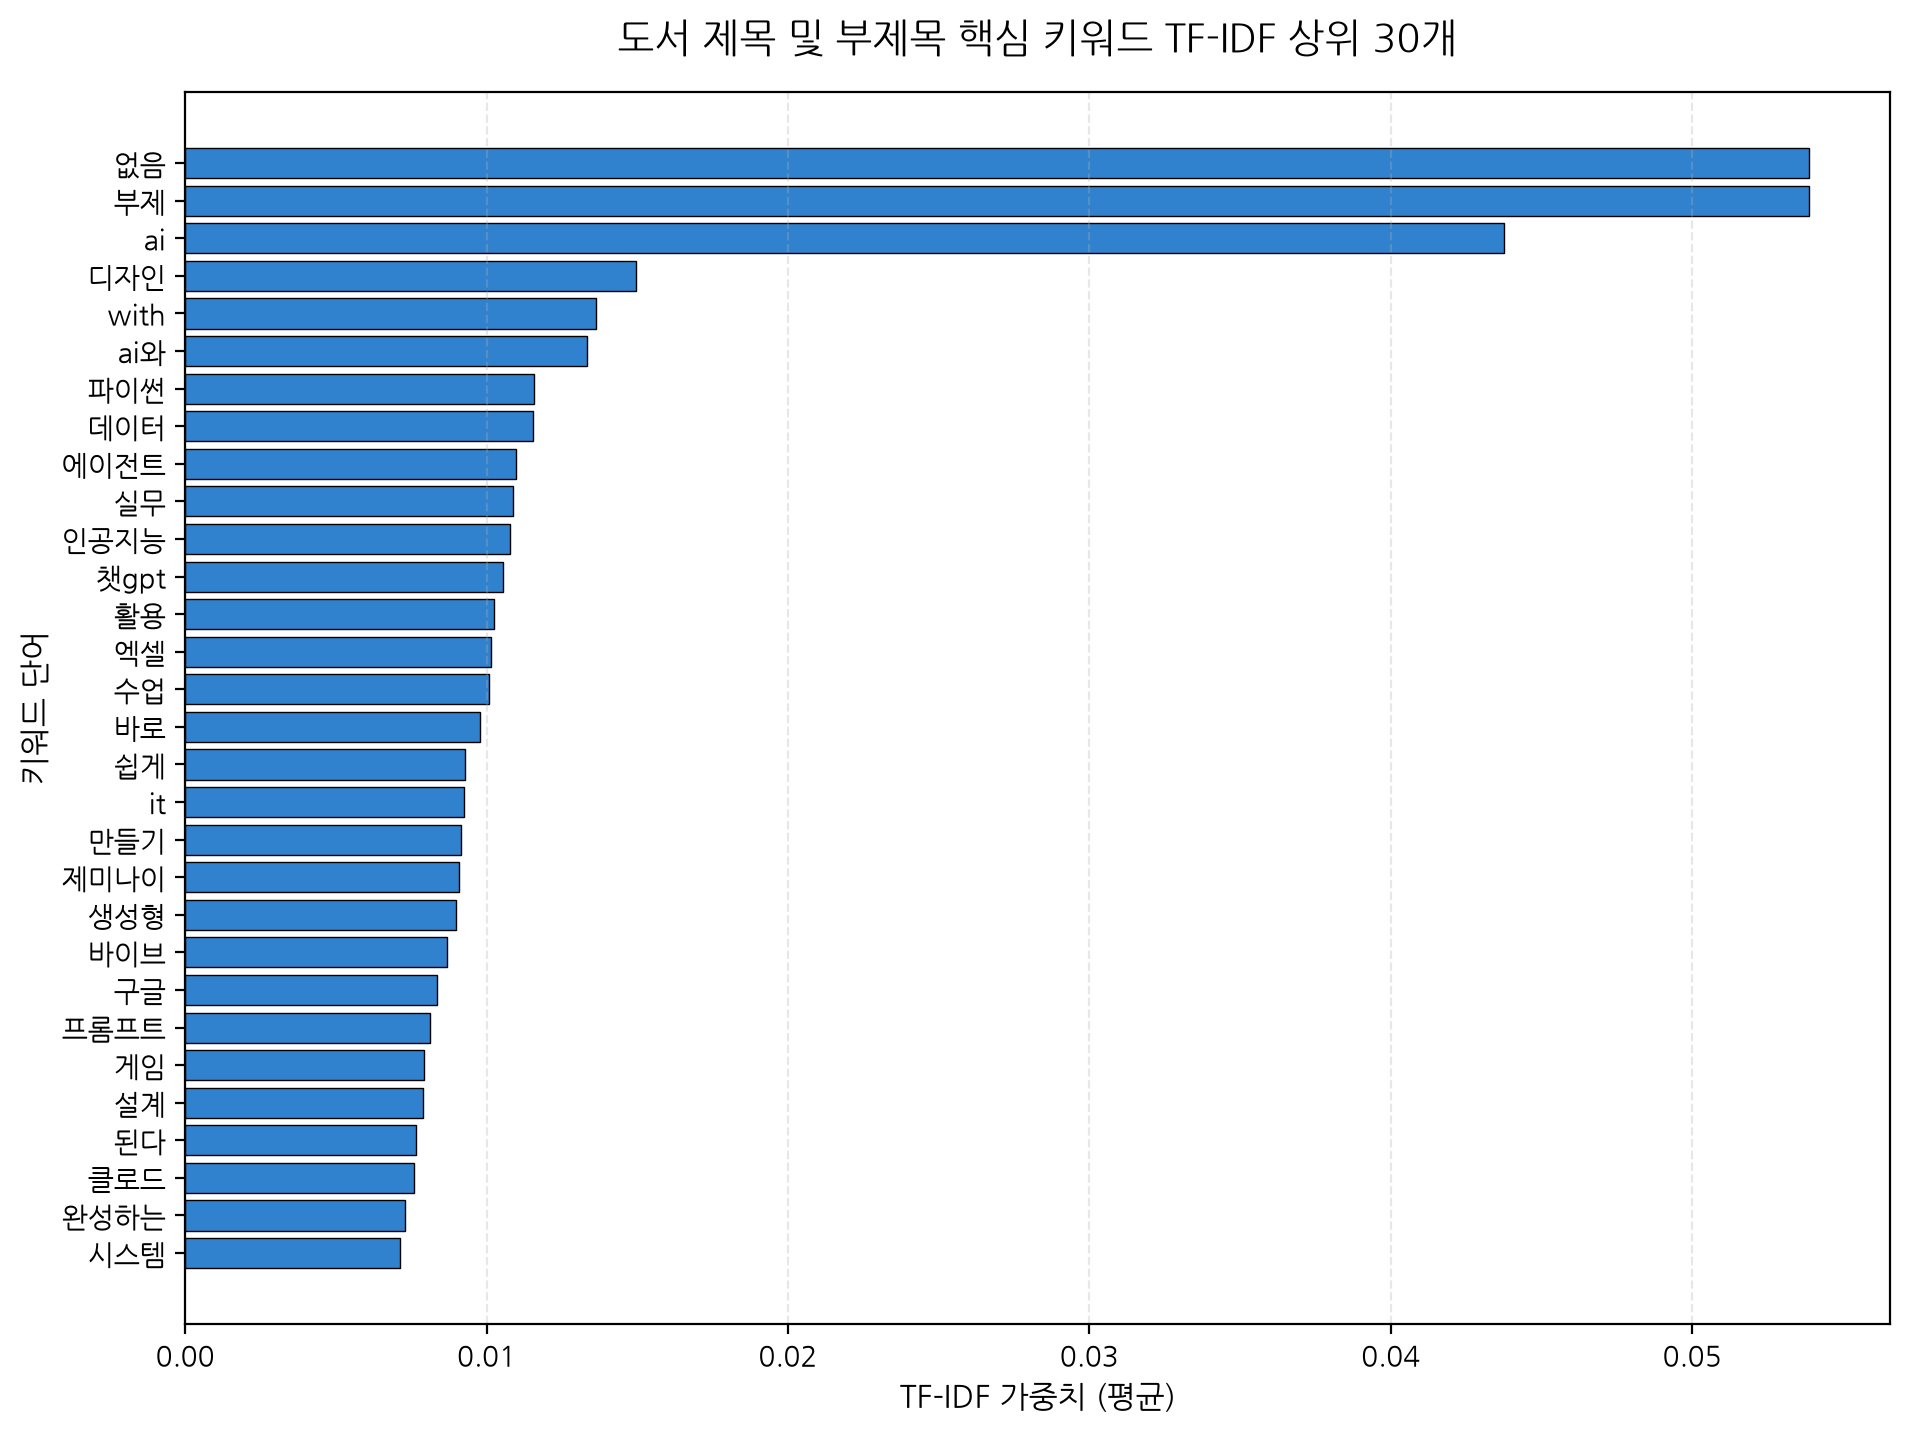 도서 제목 및 부제목 핵심 키워드 TF-IDF 상위 30개
키워드 단어
없음
부제
ai
디자인
with
ai와
파이썬
데이터
에이전트
실무
인공지능
챗gpt
활용
엑셀
수업
바로
쉽게
it
만들기
제미나이
생성형
바이브
구글
프롬프트
게임
설계
된다
클로드
완성하는
시스템
0.00 0.01 0.02 0.03 0.04 0.05
TF-IDF 가중치 (평균)